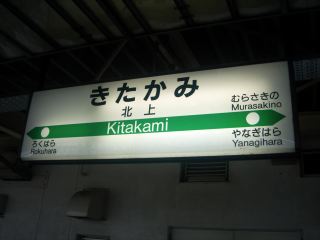 きたかみ
北上
Kitakami
むらさきの
Murasakino
ろくはら
Rokuhara
やなぎはら
Yanagihara